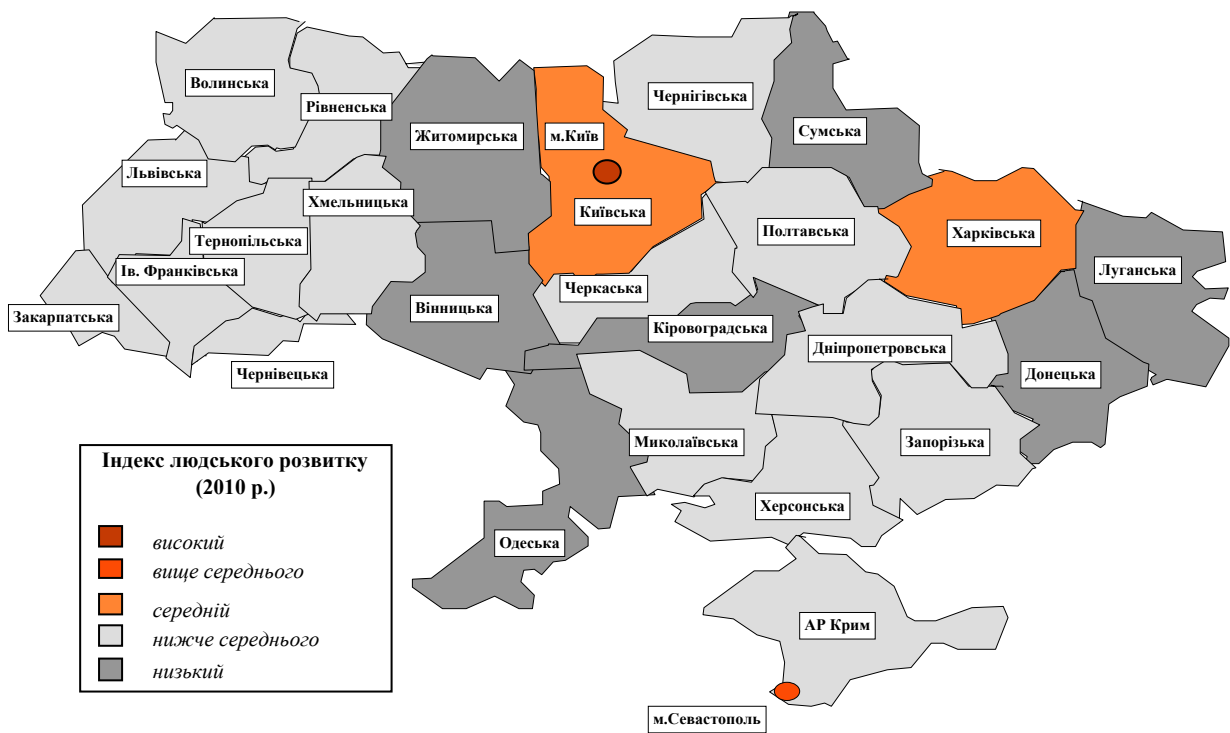 Волинська
Рівненська
Житомирська
м.Київ
Чернігівська
Сумська
Львівська
Хмельницька
Київська
Полтавська
Харківська
Тернопільська
Ів. Франківська
Луганська
Закарпатська
Вінницька
Черкаська
Кіровоградська
Дніпропетровська
Чернівецька
Донецька
Миколаївська
Запорізька
Херсонська
Одеська
АР Крим
м.Севастополь
Індекс людського розвитку
(2010 р.)
високий
вище середнього
середній
нижче середнього
низький